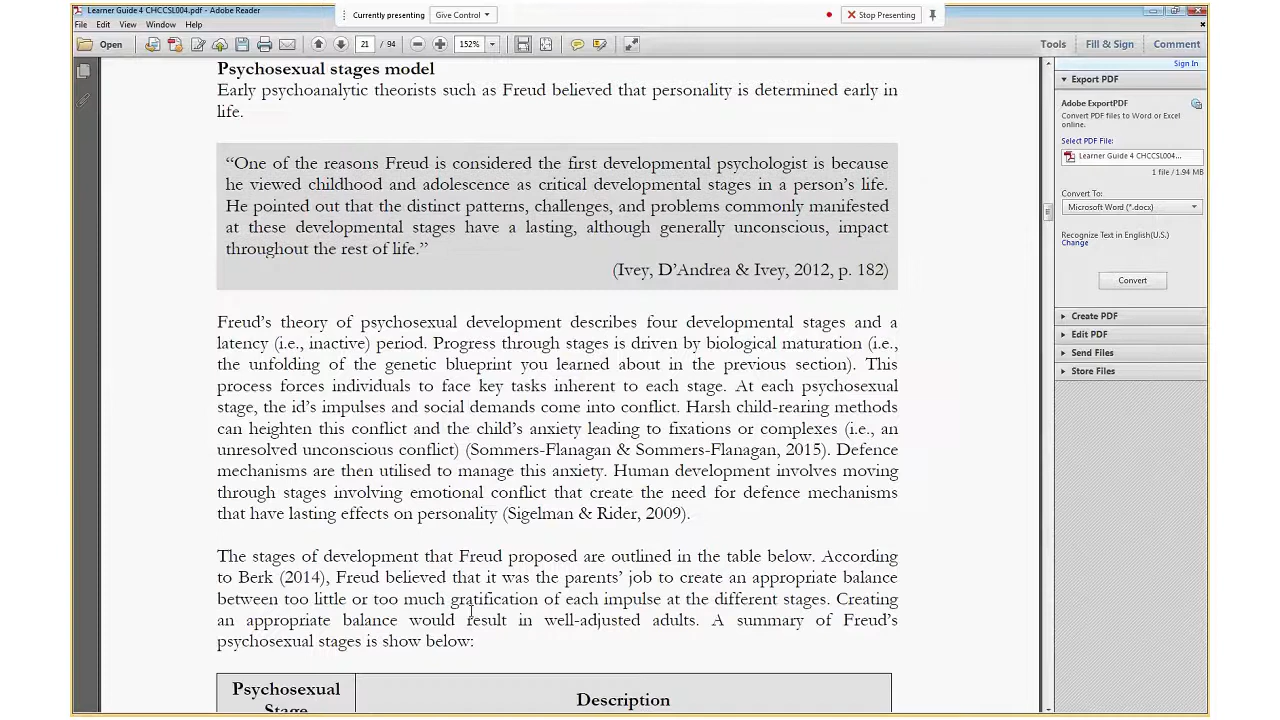 Learner Guide 4 CHCCSL004.pdf - Adobe Reader
Currently presenting Give Control Stop Presenting
File Edit View Window Help
Open 21 / 94 152% Tools Fill & Sign Comment
Sign In
Psychosexual stages model
Early psychoanalytic theorists such as Freud believed that personality is determined early in
life.
“One of the reasons Freud is considered the first developmental psychologist is because
he viewed childhood and adolescence as critical developmental stages in a person’s life.
He pointed out that the distinct patterns, challenges, and problems commonly manifested
at these developmental stages have a lasting, although generally unconscious, impact
throughout the rest of life.”
(Ivey, D’Andrea & Ivey, 2012, p. 182)
Freud’s theory of psychosexual development describes four developmental stages and a
latency (i.e., inactive) period. Progress through stages is driven by biological maturation (i.e.,
the unfolding of the genetic blueprint you learned about in the previous section). This
process forces individuals to face key tasks inherent to each stage. At each psychosexual
stage, the id’s impulses and social demands come into conflict. Harsh child-rearing methods
can heighten this conflict and the child’s anxiety leading to fixations or complexes (i.e., an
unresolved unconscious conflict) (Sommers-Flanagan & Sommers-Flanagan, 2015). Defence
mechanisms are then utilised to manage this anxiety. Human development involves moving
through stages involving emotional conflict that create the need for defence mechanisms
that have lasting effects on personality (Sigelman & Rider, 2009).
The stages of development that Freud proposed are outlined in the table below. According
to Berk (2014), Freud believed that it was the parents’ job to create an appropriate balance
between too little or too much gratification of each impulse at the different stages. Creating
an appropriate balance would result in well-adjusted adults. A summary of Freud’s
psychosexual stages is show below:
Psychosexual
Stage
Description
Export PDF
Adobe ExportPDF
Convert PDF files to Word or Excel
online.
Select PDF File:
Learner Guide 4 CHCCSL004...
1 file / 1.94 MB
Convert To:
Microsoft Word (*.docx)
Recognize Text in English(U.S.)
Change
Convert
Create PDF
Edit PDF
Send Files
Store Files